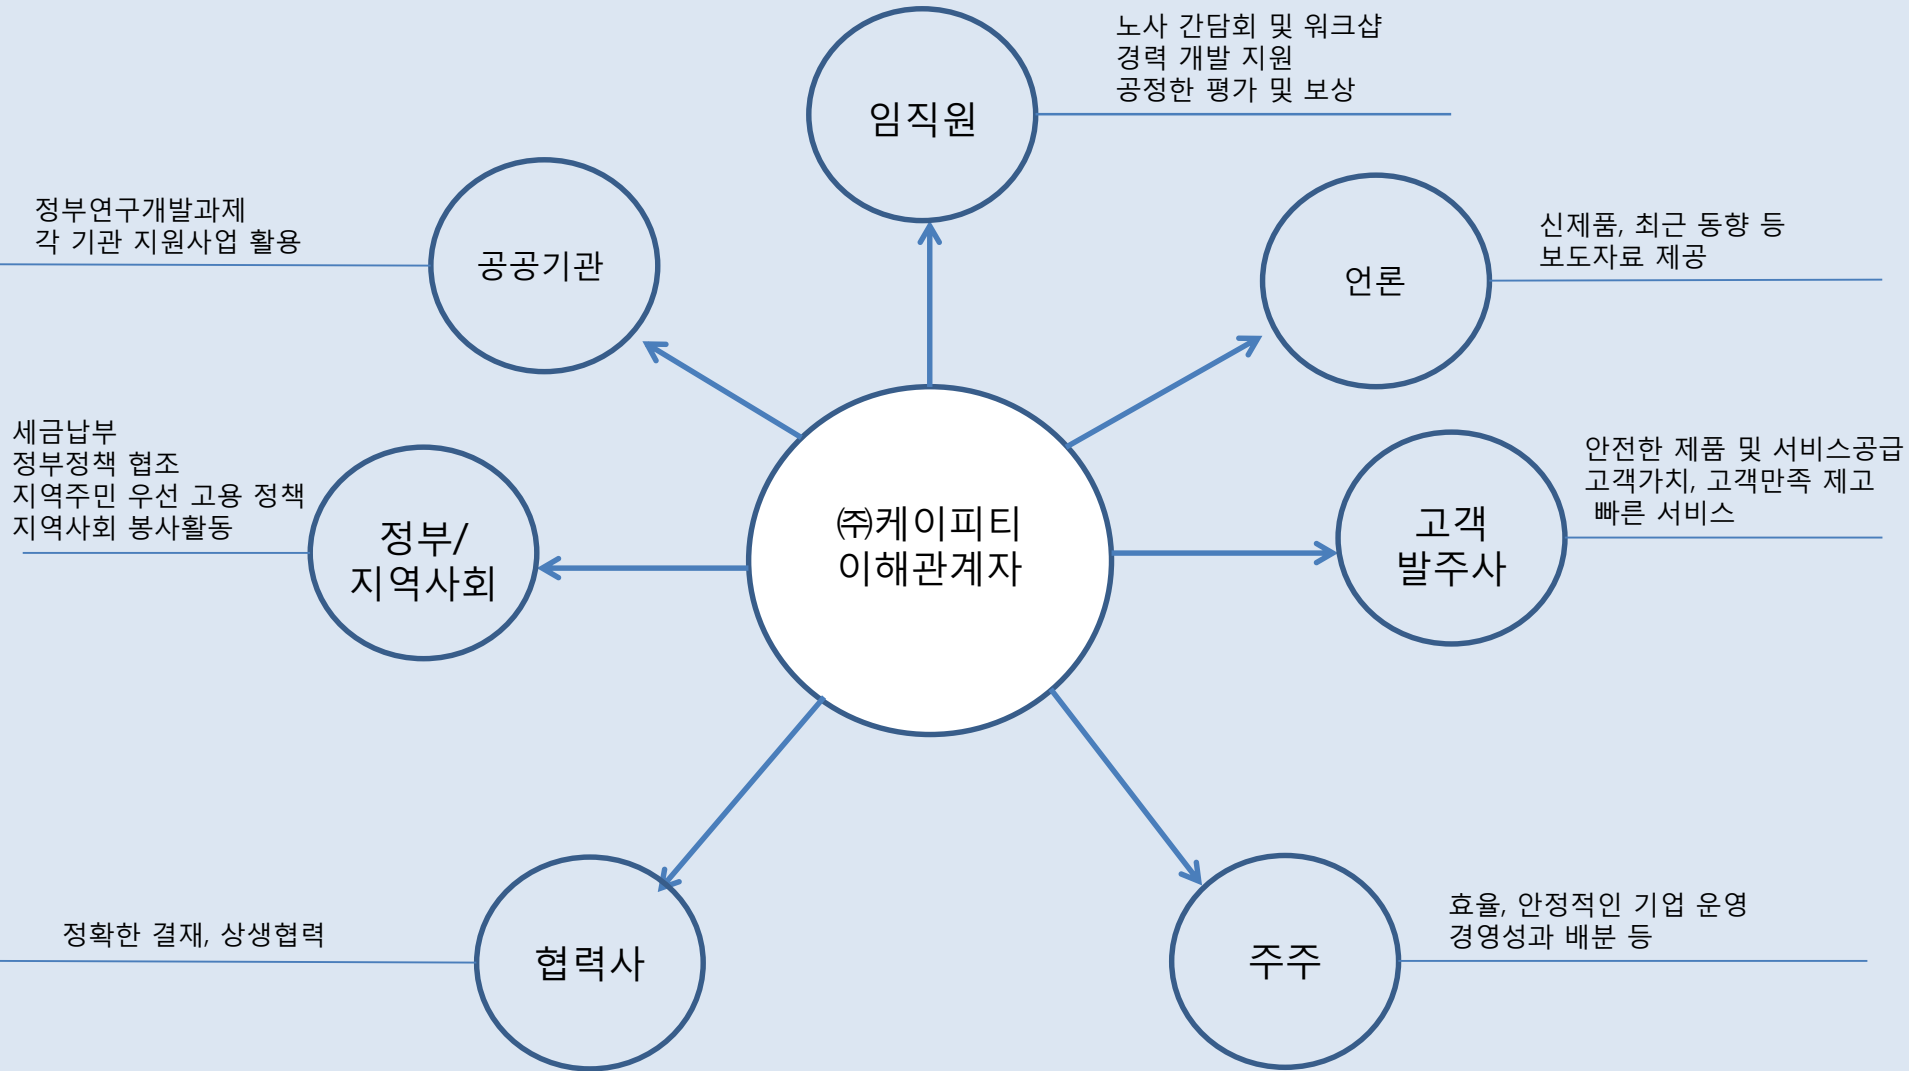 노사 간담회 및 워크샵
경력 개발 지원
공정한 평가 및 보상
임직원
정부연구개발과제
각 기관 지원사업 활용
공공기관
신제품, 최근 동향 등
보도자료 제공
언론
세금납부
정부정책 협조
지역주민 우선 고용 정책
지역사회 봉사활동
정부/
지역사회
㈜케이피티
이해관계자
안전한 제품 및 서비스공급
고객가치, 고객만족 제고
빠른 서비스
고객
발주사
정확한 결재, 상생협력
협력사
효율, 안정적인 기업 운영
경영성과 배분 등
주주